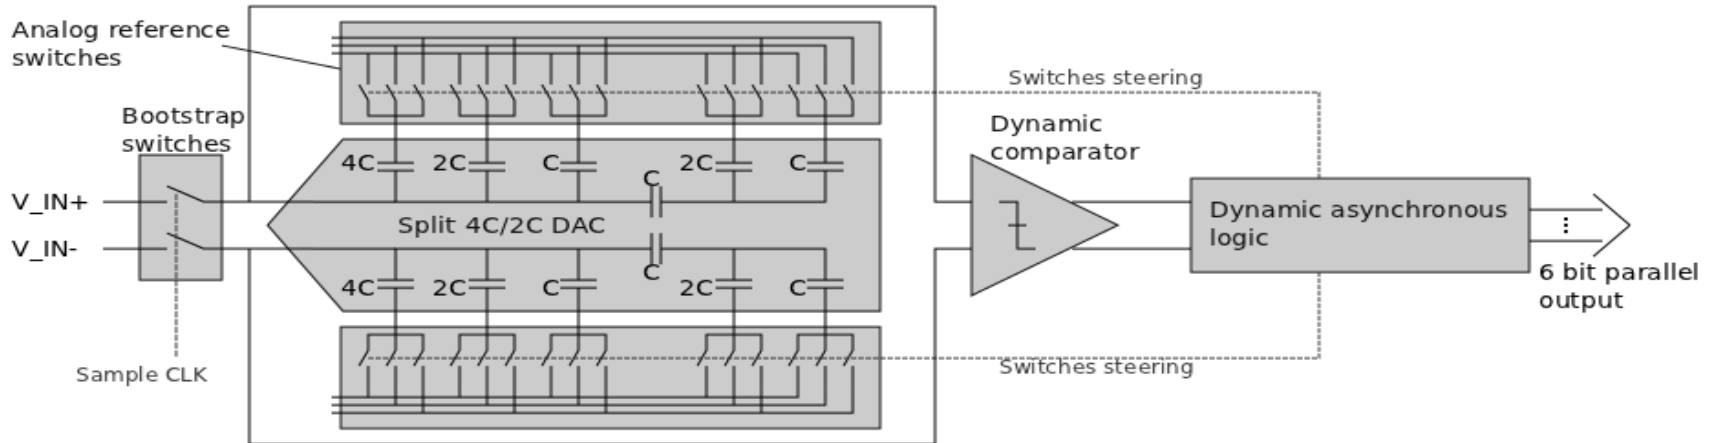 Analog reference
switches
Switches steering
Bootstrap
switches
Dynamic
comparator
4C
2C
C
C
2C
C
V_IN+
V_IN-
Split 4C/2C DAC
Dynamic asynchronous
logic
4C
2C
C
C
2C
C
6 bit parallel
output
Sample CLK
Switches steering